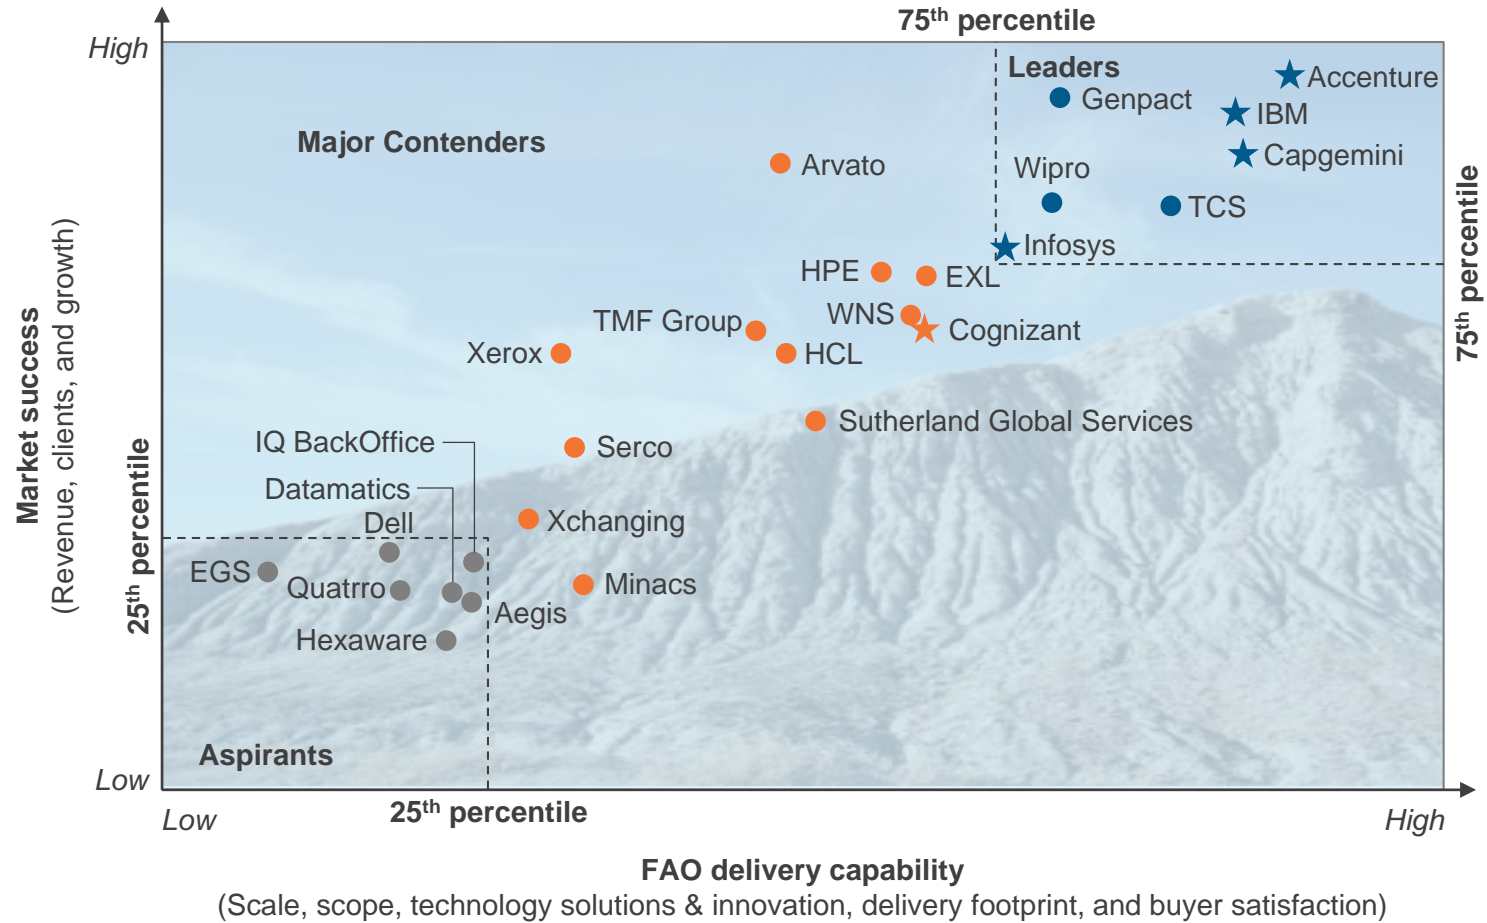 75th percentile
High
Leaders
Accenture
Genpact
IBM
Major Contenders
Capgemini
Arvato
Wipro
TCS
Infosys
75th percentile
HPE
EXL
WNS
TMF Group
Cognizant
Xerox
HCL
Market success
(Revenue, clients, and growth)
Sutherland Global Services
IQ BackOffice
Serco
Datamatics
25th percentile
Dell
Xchanging
EGS
Quatrro
Minacs
Aegis
Hexaware
Aspirants
Low
Low
25th percentile
High
FAO delivery capability
(Scale, scope, technology solutions & innovation, delivery footprint, and buyer satisfaction)